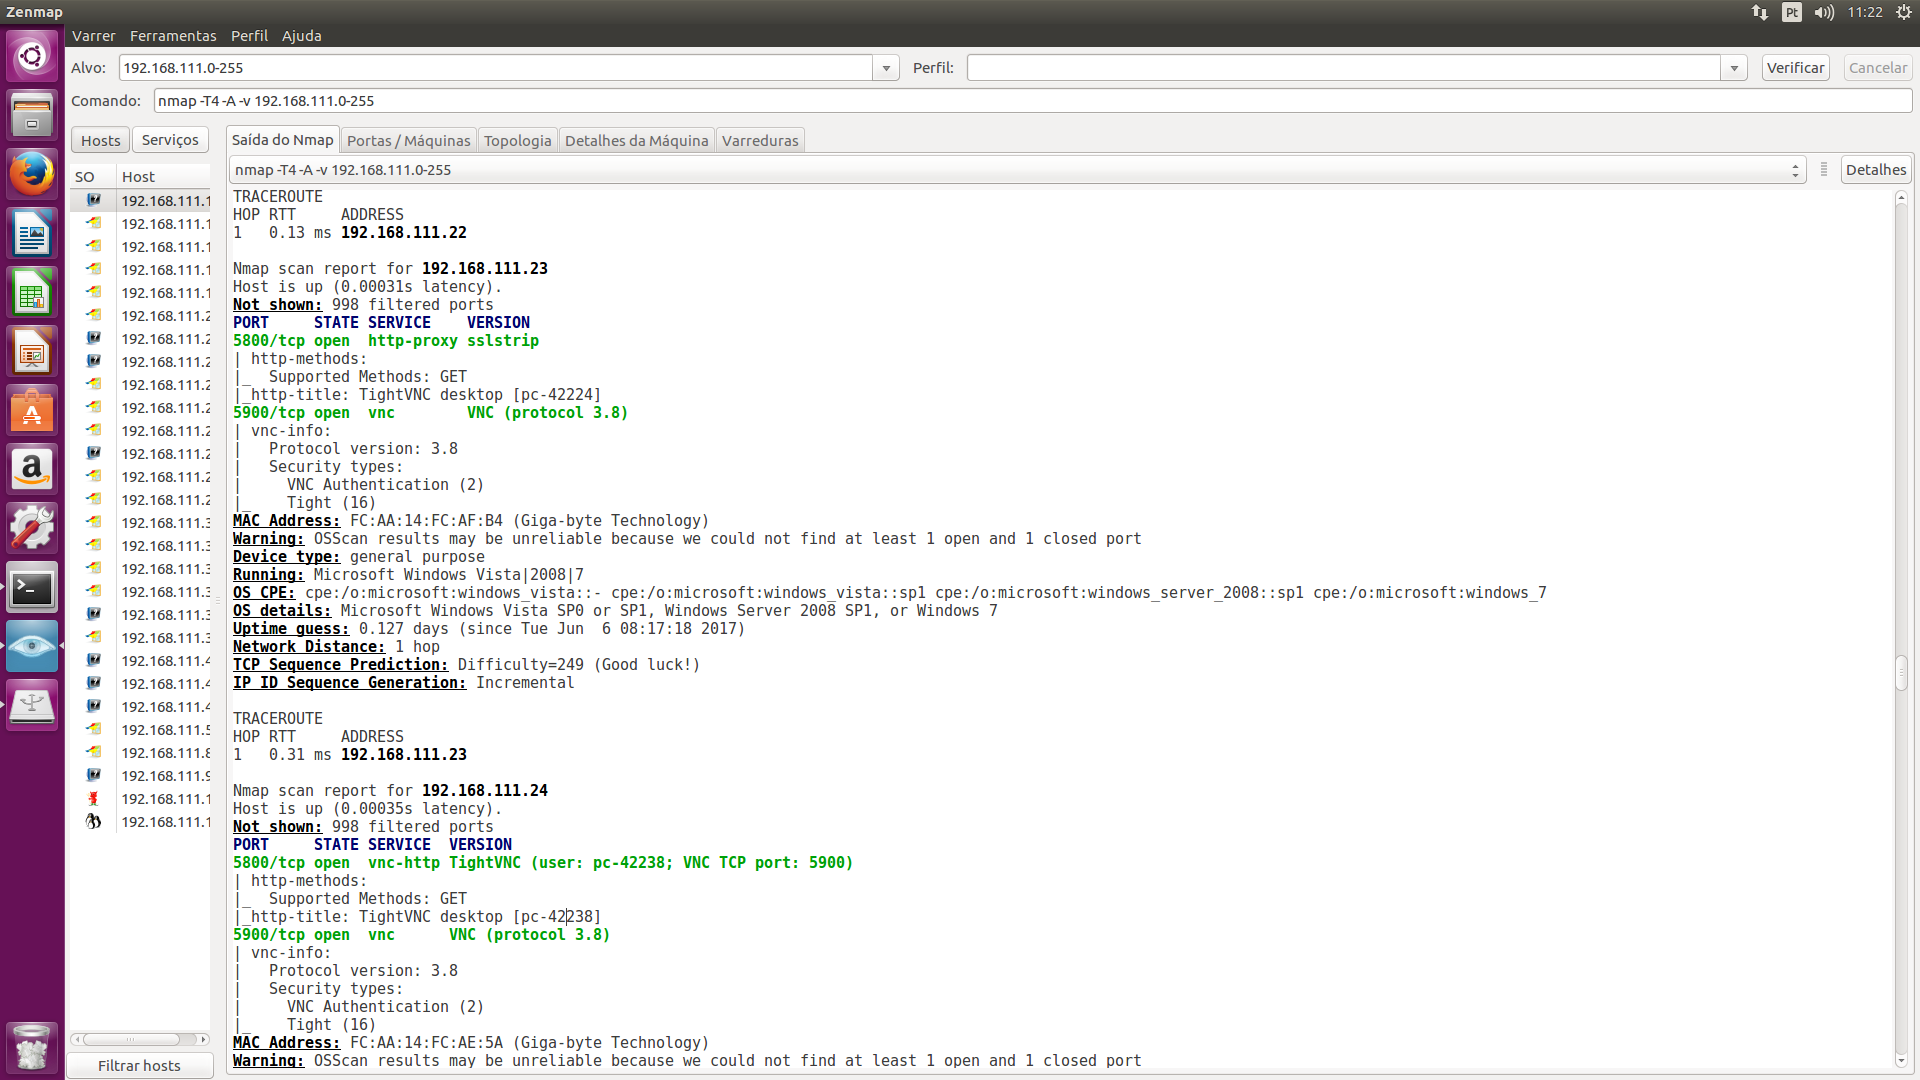 Zenmap
Pt
11:22
Varrer Ferramentas Perfil Ajuda
Alvo: 192.168.111.0-255 Perfil: Verificar Cancelar
Comando: nmap -T4 -A -v 192.168.111.0-255
Hosts Serviços
Saída do Nmap Portas / Máquinas Topologia Detalhes da Máquina Varreduras
nmap -T4 -A -v 192.168.111.0-255 Detalhes
SO Host
192.168.111.1
192.168.111.1
192.168.111.1
192.168.111.1
192.168.111.1
192.168.111.2
192.168.111.2
192.168.111.2
192.168.111.2
192.168.111.2
192.168.111.2
192.168.111.2
192.168.111.2
192.168.111.2
192.168.111.3
192.168.111.3
192.168.111.3
192.168.111.3
192.168.111.3
192.168.111.3
192.168.111.4
192.168.111.4
192.168.111.4
192.168.111.5
192.168.111.8
192.168.111.9
192.168.111.1
192.168.111.1
Filtrar hosts
TRACEROUTE
HOP RTT     ADDRESS
1   0.13 ms 192.168.111.22
Nmap scan report for 192.168.111.23
Host is up (0.00031s latency).
Not shown: 998 filtered ports
PORT     STATE SERVICE    VERSION
5800/tcp open  http-proxy sslstrip
| http-methods:
|_  Supported Methods: GET
|_http-title: TightVNC desktop [pc-42224]
5900/tcp open  vnc        VNC (protocol 3.8)
| vnc-info:
|   Protocol version: 3.8
|   Security types:
|     VNC Authentication (2)
|_    Tight (16)
MAC Address: FC:AA:14:FC:AF:B4 (Giga-byte Technology)
Warning: OSScan results may be unreliable because we could not find at least 1 open and 1 closed port
Device type: general purpose
Running: Microsoft Windows Vista|2008|7
OS CPE: cpe:/o:microsoft:windows_vista::- cpe:/o:microsoft:windows_vista::sp1 cpe:/o:microsoft:windows_server_2008::sp1 cpe:/o:microsoft:windows_7
OS details: Microsoft Windows Vista SP0 or SP1, Windows Server 2008 SP1, or Windows 7
Uptime guess: 0.127 days (since Tue Jun  6 08:17:18 2017)
Network Distance: 1 hop
TCP Sequence Prediction: Difficulty=249 (Good luck!)
IP ID Sequence Generation: Incremental
TRACEROUTE
HOP RTT     ADDRESS
1   0.31 ms 192.168.111.23
Nmap scan report for 192.168.111.24
Host is up (0.00035s latency).
Not shown: 998 filtered ports
PORT     STATE SERVICE  VERSION
5800/tcp open  vnc-http TightVNC (user: pc-42238; VNC TCP port: 5900)
| http-methods:
|_  Supported Methods: GET
|_http-title: TightVNC desktop [pc-42238]
5900/tcp open  vnc      VNC (protocol 3.8)
| vnc-info:
|   Protocol version: 3.8
|   Security types:
|     VNC Authentication (2)
|_    Tight (16)
MAC Address: FC:AA:14:FC:AE:5A (Giga-byte Technology)
Warning: OSScan results may be unreliable because we could not find at least 1 open and 1 closed port